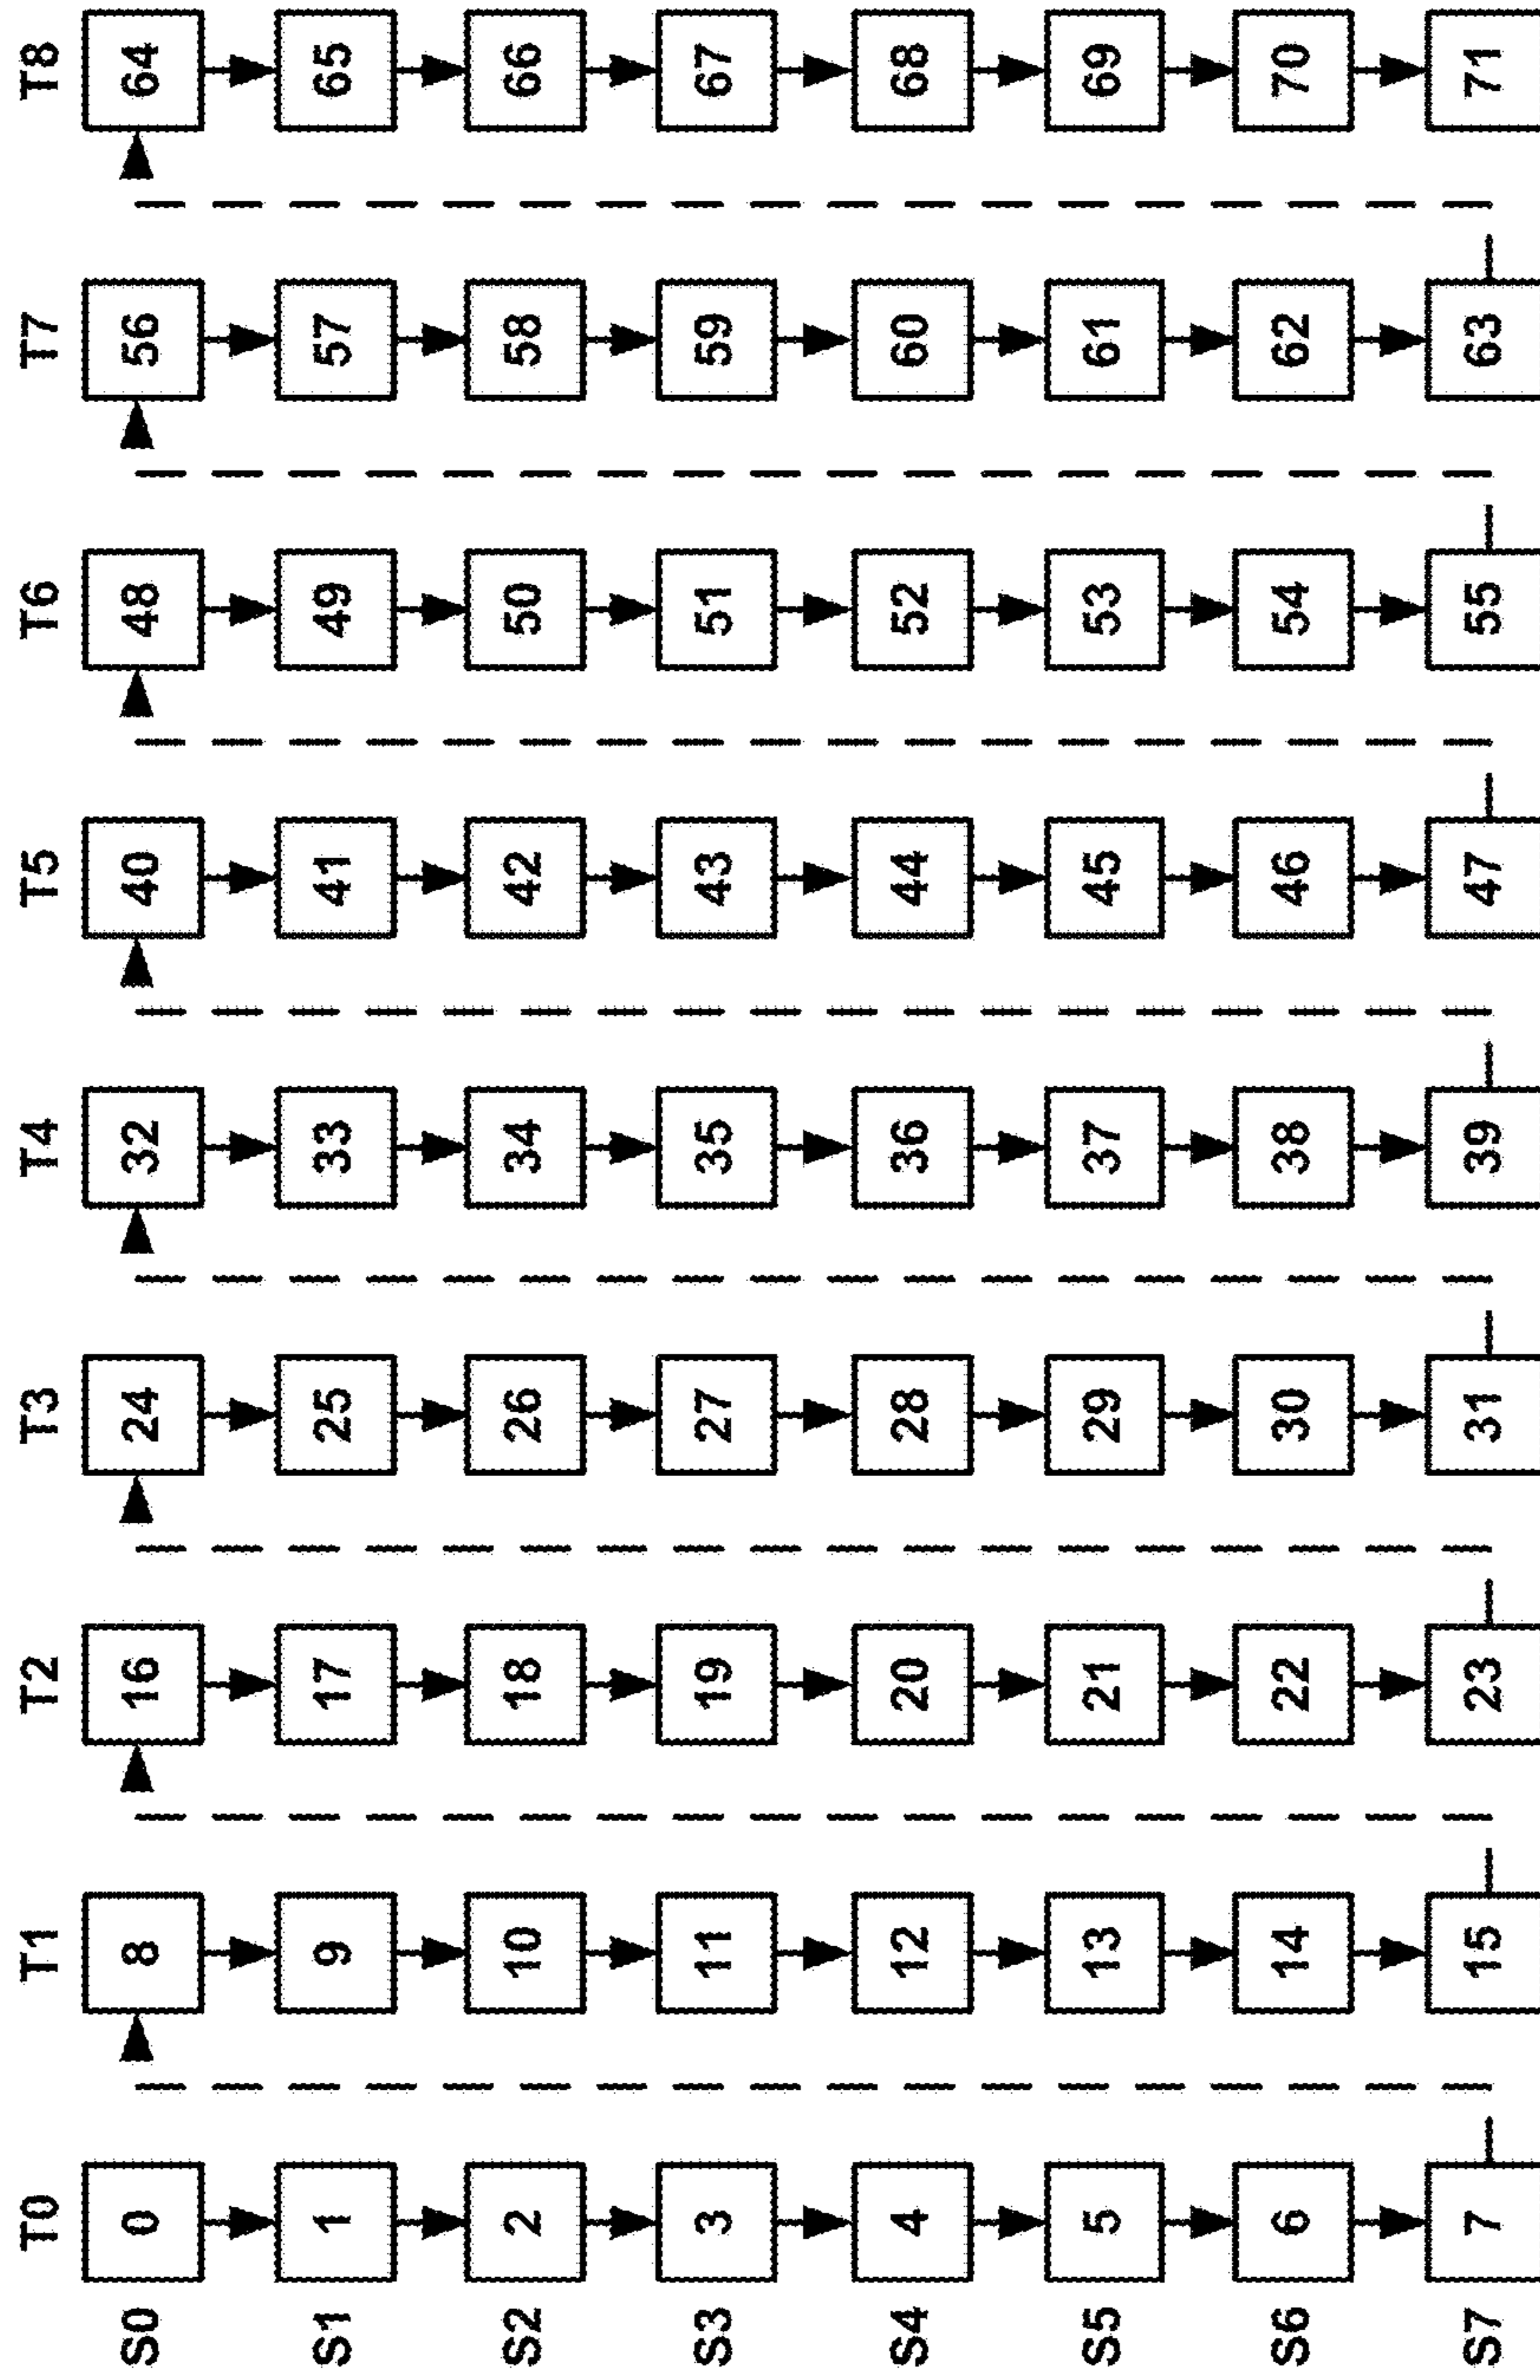 T0 T1 T2 T3 T4 T5 T6 T7 T8
S0 0 8 16 24 32 40 48 56 64
S1 1 9 17 25 33 41 49 57 65
S2 2 10 18 26 34 42 50 58 66
S3 3 11 19 27 35 43 51 59 67
S4 4 12 20 28 36 44 52 60 68
S5 5 13 21 29 37 45 53 61 69
S6 6 14 22 30 38 46 54 62 70
S7 7 15 23 31 39 47 55 63 71